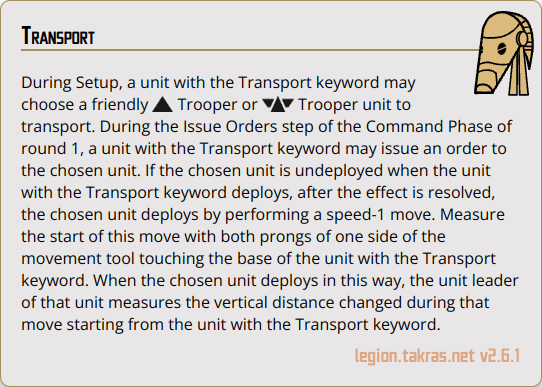 TRANSPORT
During Setup, a unit with the Transport keyword may
choose a friendly Trooper or Trooper unit to
transport. During the Issue Orders step of the Command Phase of
round 1, a unit with the Transport keyword may issue an order to
the chosen unit. If the chosen unit is undeployed when the unit
with the Transport keyword deploys, after the effect is resolved,
the chosen unit deploys by performing a speed-1 move. Measure
the start of this move with both prongs of one side of the
movement tool touching the base of the unit with the Transport
keyword. When the chosen unit deploys in this way, the unit leader
of that unit measures the vertical distance changed during that
move starting from the unit with the Transport keyword.
legion.takras.net v2.6.1